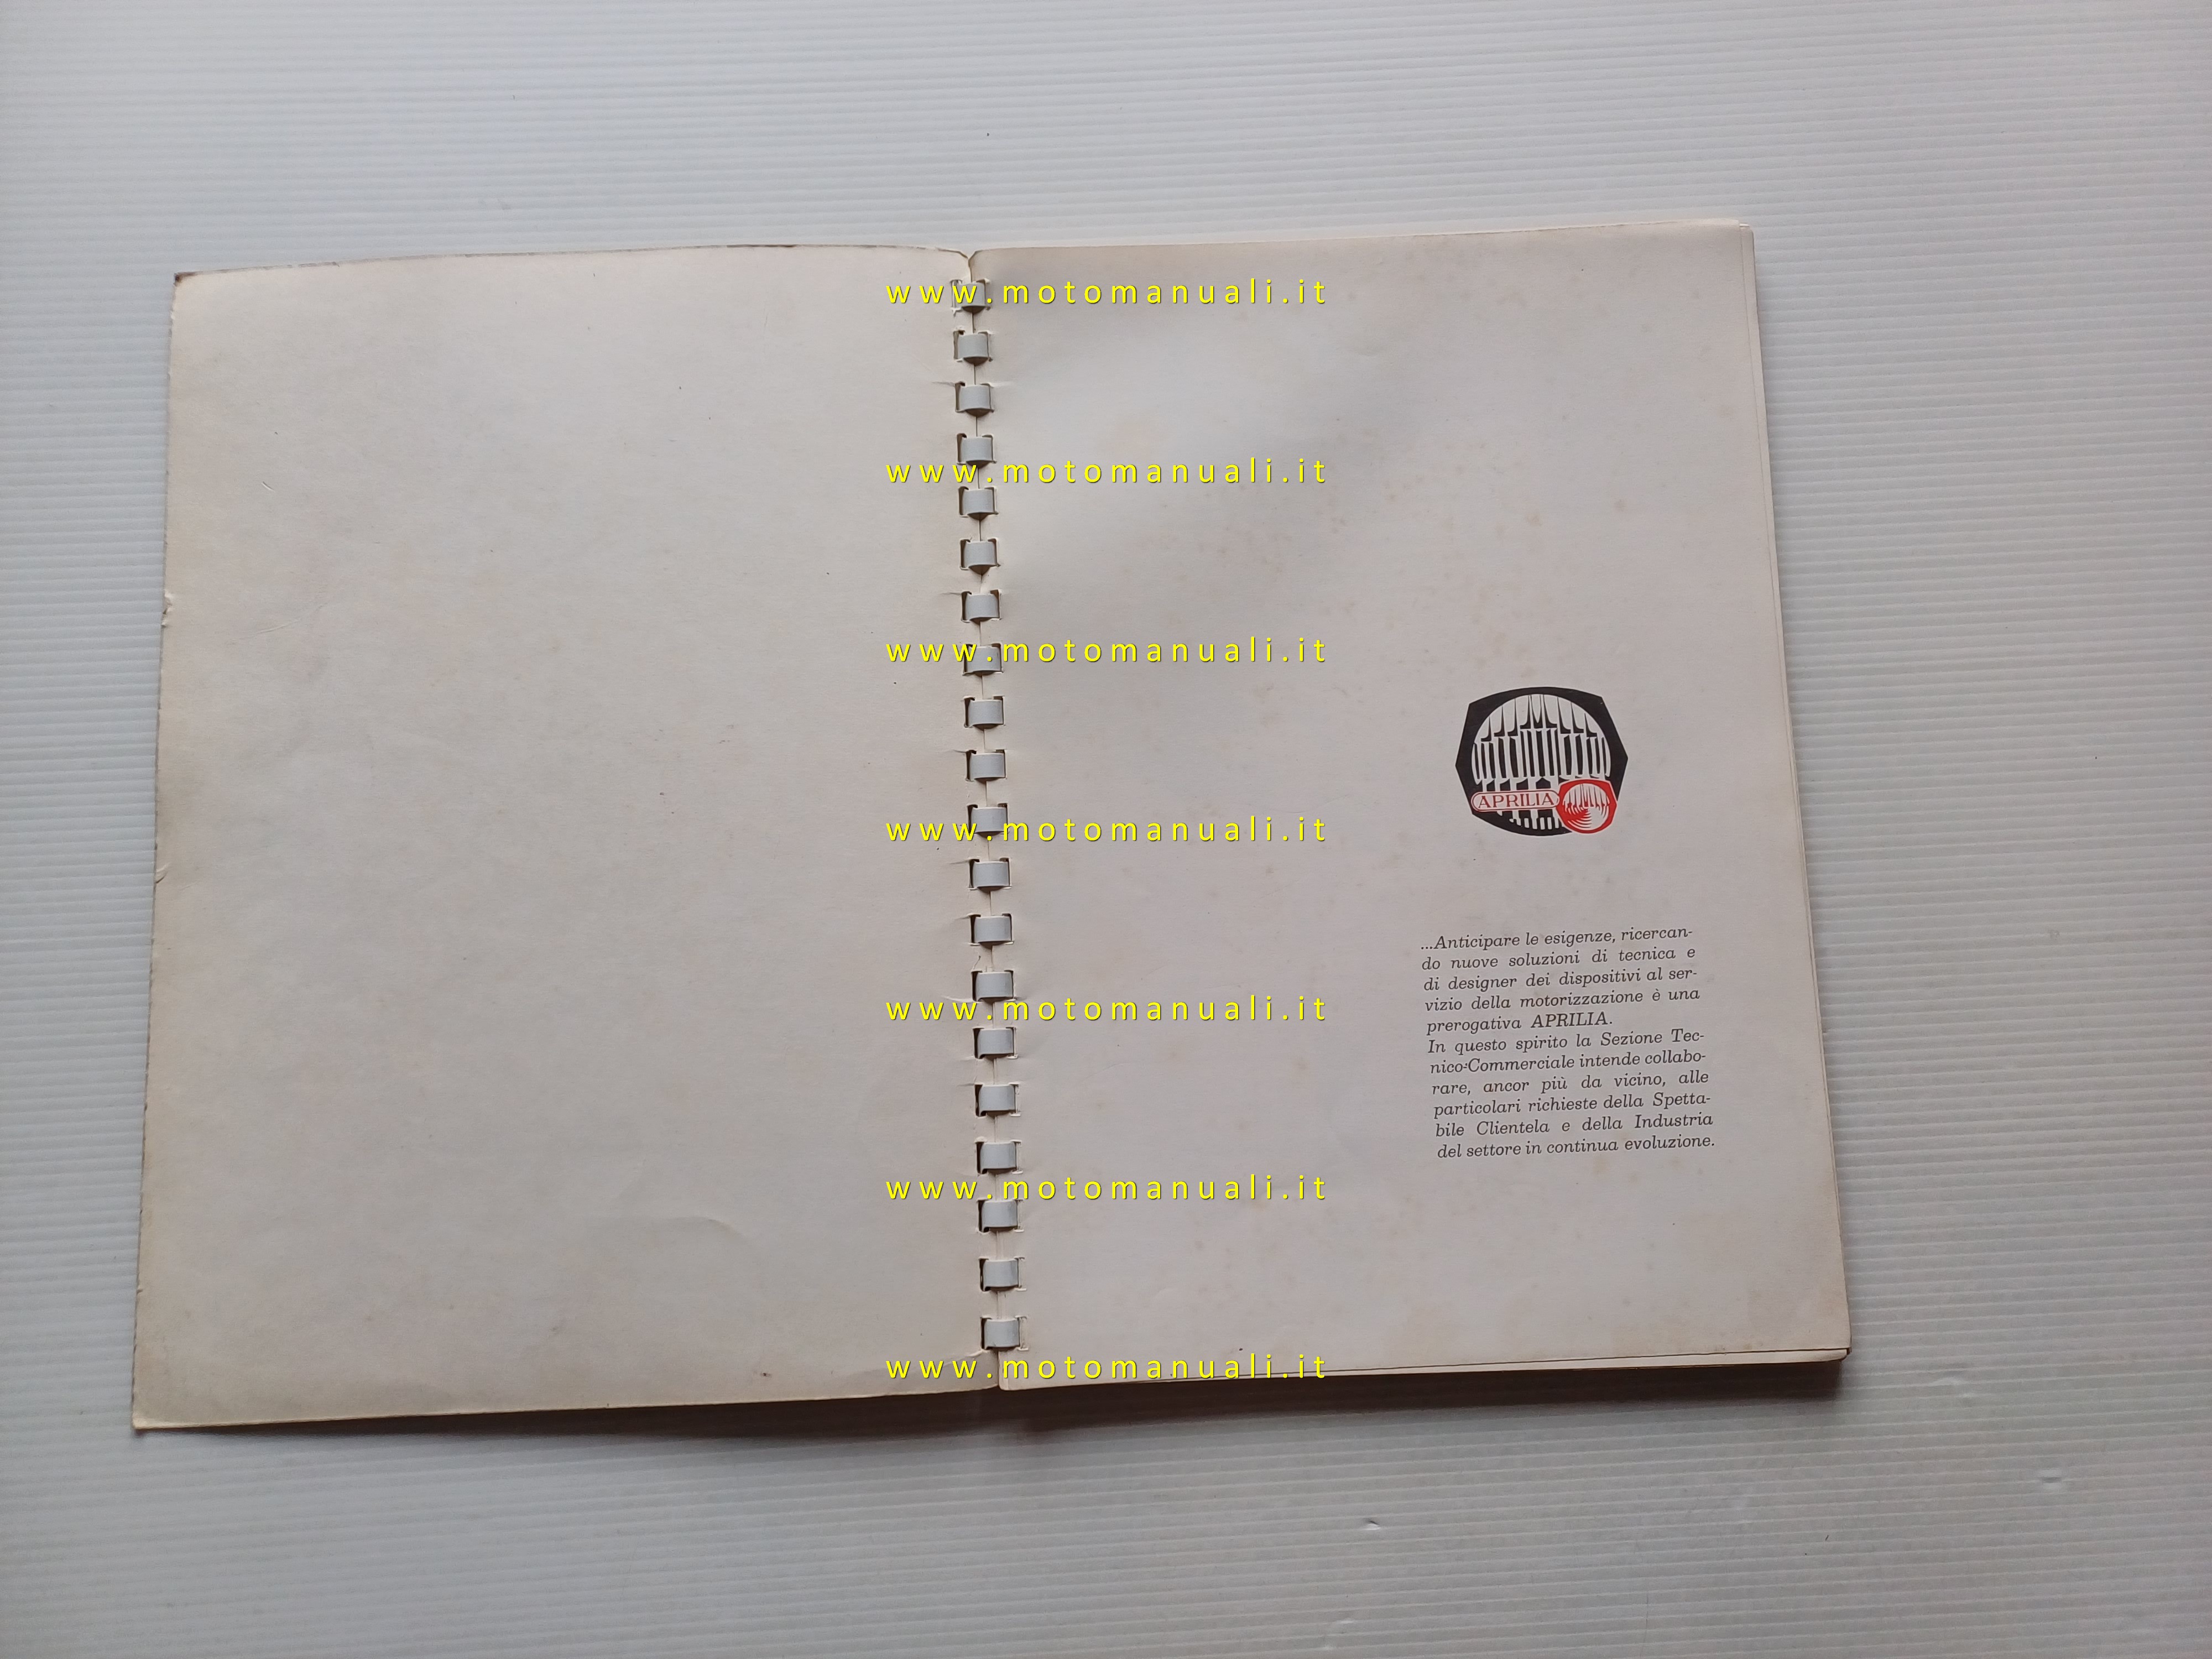 www.motomanuali.it
www.motomanuali.it
www.motomanuali.it
APRILIA
www.motomanuali.it
...Anticipare le esigenze, ricercan-
do nuove soluzioni di tecnica e
di designer dei dispositivi al ser-
vizio della motorizzazione è una
prerogativa APRILIA.
In questo spirito la Sezione Tec-
nico-Commerciale intende collabo-
rare, ancor più da vicino, alle
particolari richieste della Spetta-
bile Clientela e della Industria
del settore in continua evoluzione.
www.motomanuali.it
www.motomanuali.it
www.motomanuali.it